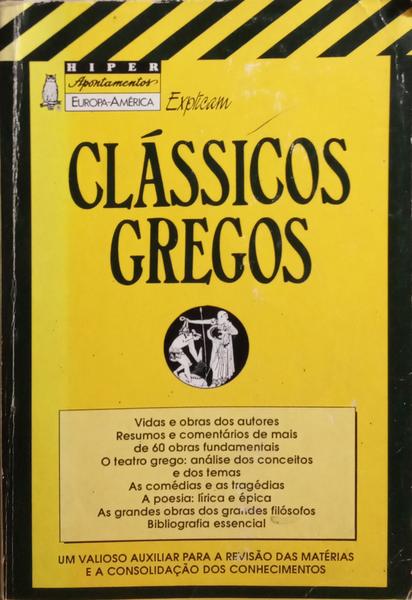 HIPER
Apontamentos
EUROPA-AMÉRICA
Explicam
CLÁSSICOS
GREGOS
Vidas e obras dos autores
Resumos e comentários de mais
de 60 obras fundamentais
O teatro grego: análise dos conceitos
e dos temas
As comédias e as tragédias
A poesia: lírica e épica
As grandes obras dos grandes filósofos
Bibliografia essencial
UM VALIOSO AUXILIAR PARA A REVISÃO DAS MATÉRIAS
E A CONSOLIDAÇÃO DOS CONHECIMENTOS